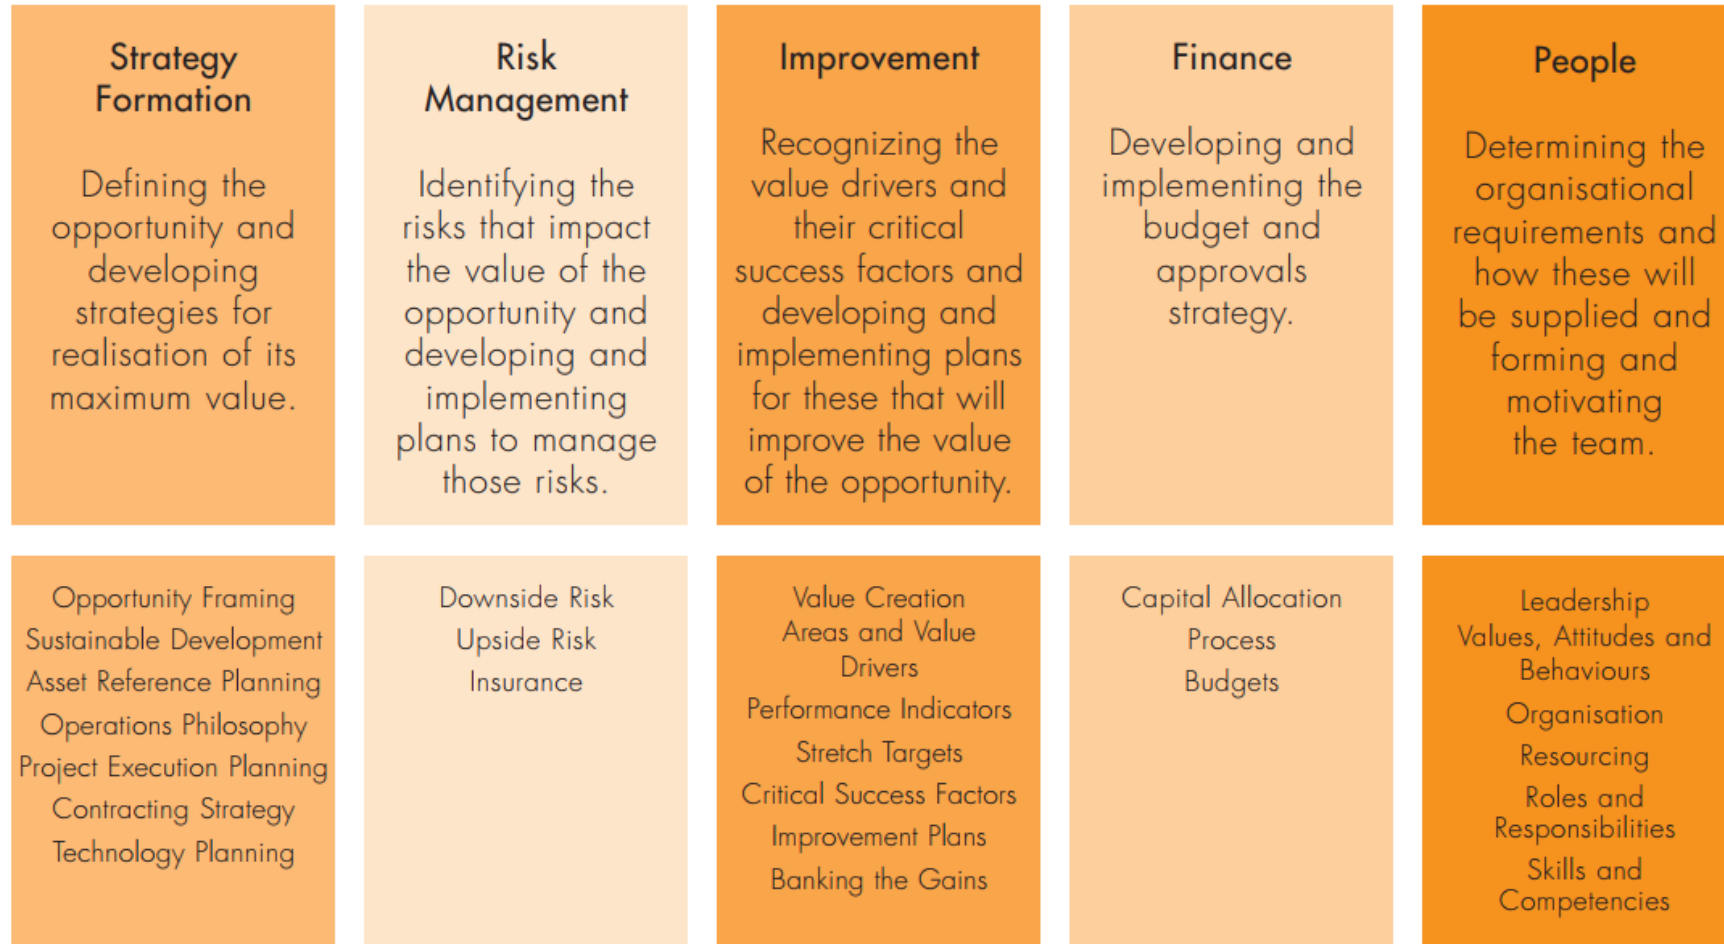 Strategy
Formation
Defining the
opportunity and
developing
strategies for
realisation of its
maximum value.
Risk
Management
Identifying the
risks that impact
the value of the
opportunity and
developing and
implementing
plans to manage
those risks.
Improvement
Recognizing the
value drivers and
their critical
success factors and
developing and
implementing plans
for these that will
improve the value
of the opportunity.
Finance
Developing and
implementing the
budget and
approvals
strategy.
People
Determining the
organisational
requirements and
how these will
be supplied and
forming and
motivating
the team.
Opportunity Framing
Sustainable Development
Asset Reference Planning
Operations Philosophy
Project Execution Planning
Contracting Strategy
Technology Planning
Downside Risk
Upside Risk
Insurance
Value Creation
Areas and Value
Drivers
Performance Indicators
Stretch Targets
Critical Success Factors
Improvement Plans
Banking the Gains
Capital Allocation
Process
Budgets
Leadership
Values, Attitudes and
Behaviours
Organisation
Resourcing
Roles and
Responsibilities
Skills and
Competencies